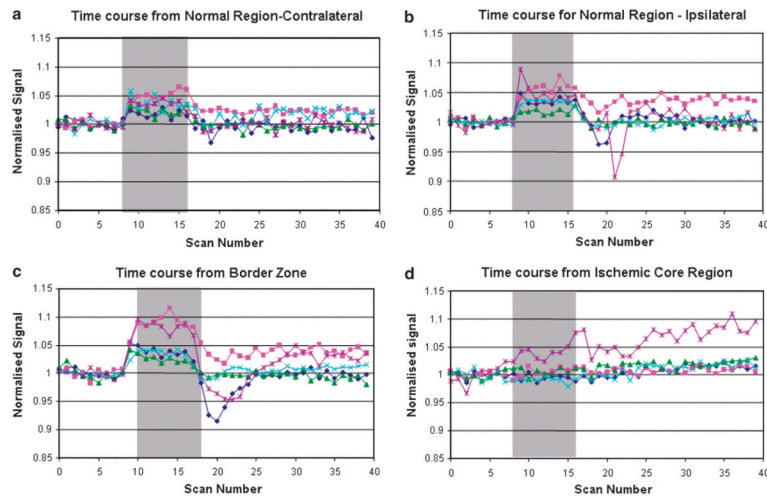 a
Time course from Normal Region-Contralateral
1.15
1.1
1.05
1
0.95
0.9
0.85
Normalised Signal
0 5 10 15 20 25 30 35 40
Scan Number
b
Time course for Normal Region - Ipsilateral
1.15
1.1
1.05
1
0.95
0.9
0.85
Normalised Signal
0 5 10 15 20 25 30 35 40
Scan Number
c
Time course from Border Zone
1.15
1.1
1.05
1
0.95
0.9
0.85
Normalised Signal
0 5 10 15 20 25 30 35 40
Scan Number
d
Time course from Ischemic Core Region
1.15
1.1
1.05
1
0.95
0.9
0.85
Normalised Signal
0 5 10 15 20 25 30 35 40
Scan Number